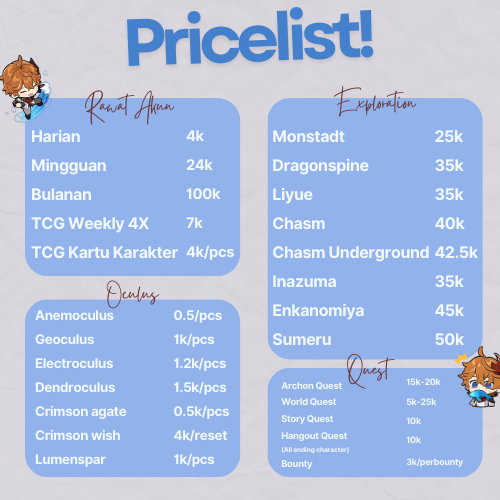 Pricelist!
Rawat Akun
Harian 4k
Mingguan 24k
Bulanan 100k
TCG Weekly 4X 7k
TCG Kartu Karakter 4k/pcs
Oculus
Anemoculus 0.5/pcs
Geoculus 1k/pcs
Electroculus 1.2k/pcs
Dendroculus 1.5k/pcs
Crimson agate 0.5k/pcs
Crimson wish 4k/reset
Lumenspar 1k/pcs
Exploration
Monstadt 25k
Dragonspine 35k
Liyue 35k
Chasm 40k
Chasm Underground 42.5k
Inazuma 35k
Enkanomiya 45k
Sumeru 50k
Quest
Archon Quest 15k-20k
World Quest 5k-25k
Story Quest 10k
Hangout Quest 10k
(All ending character)
Bounty 3k/perbounty